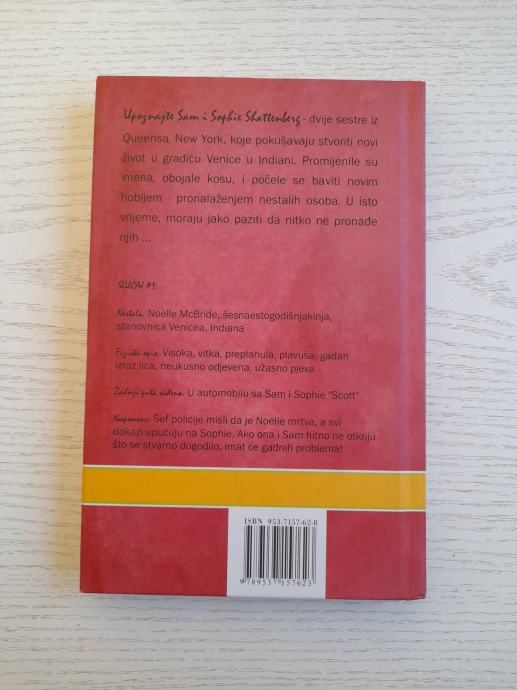 Upoznajte Sam i Sophie Shattenberg - dvije sestre iz
Queensa, New York, koje pokušavaju stvoriti novi
život u gradiću Venice u Indiani. Promijenile su
imena, obojale kosu, i počele se baviti novim
hobijem - pronalaženjem nestalih osoba. U isto
vrijeme, moraju jako paziti da nitko ne pronađe
njih ...
SLUČAJ #1.
Nestala: Noelle McBride, šesnaestogodišnjakinja,
stanovnica Venicea, Indiana
Fizički opis: Visoka, vitka, preplanula, plavuša, gadan
izraz lica, neukusno odjevena, užasno pjeva
Zadnji puta viđena: U automobilu sa Sam i Sophie "Scott"
Napomene: Šef policije misli da je Noelle mrtva, a svi
dokazi upućuju na Sophie. Ako ona i Sam hitno ne otkriju
što se stvarno dogodilo, imat će gadnih problema!
ISBN 953-7157-62-8
9 789537 157623